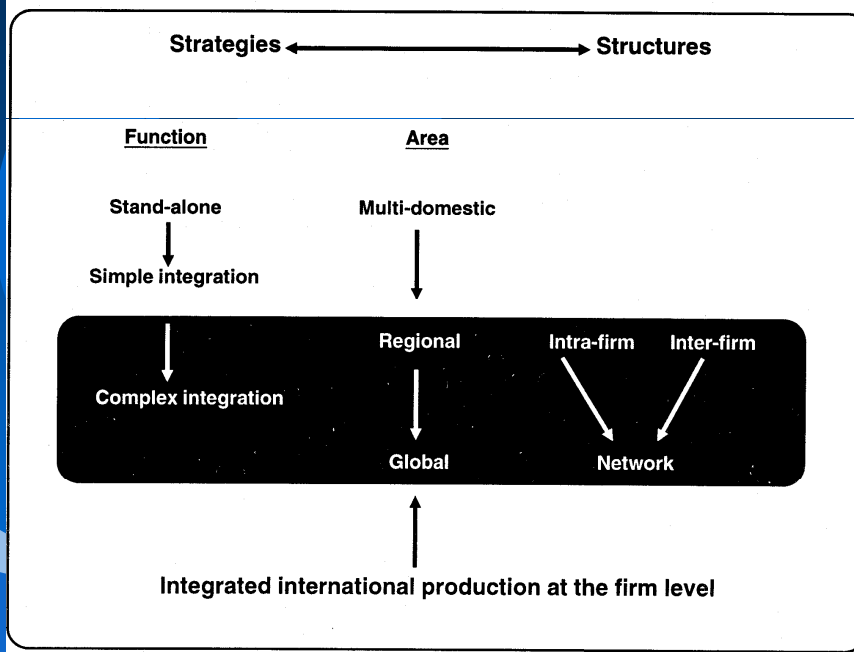 Strategies Structures
Function Area
Stand-alone Multi-domestic
Simple integration
Regional Intra-firm Inter-firm
Complex integration
Global Network
Integrated international production at the firm level